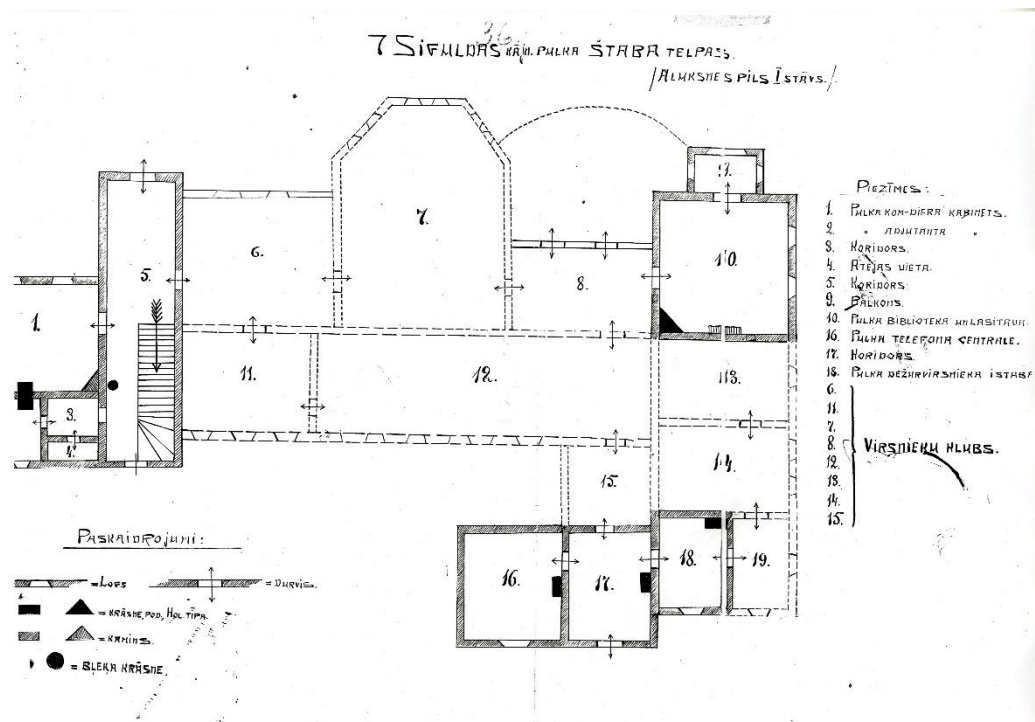 36.
7 SIGULDAS KĀJN. PULKA ŠTABA TELPAS.
/ALUKSNES PILS I STĀVS./
9.
10.
7.
6.
5.
8.
1.
11.
12.
13.
3.
4.
14.
15.
16.
17.
18.
19.
PIEZĪMES:
1. PULKA KOM-DIERA KABINETS.
2. " ADJUTANTA "
3. KORIDORS.
4. ATEJAS VIETA.
5. KORIDORS
9. BALKONS.
10. PULKA BIBLIOTEKA UN LASITAVA.
16. PULKA TELEFONA CENTRALE.
17. KORIDORS.
18. PULKA DEŽURVIRSNIEKA ISTABA
6.
11.
7.
8. VIRSNIEKU KLUBS.
12.
13.
14.
15.
PASKAIDROJUMI:
= LOGS = DURVIS.
= KRĀSNE, POD, HOL. TĪPA.
= KAMINS.
= BLEĶA KRĀSNE.